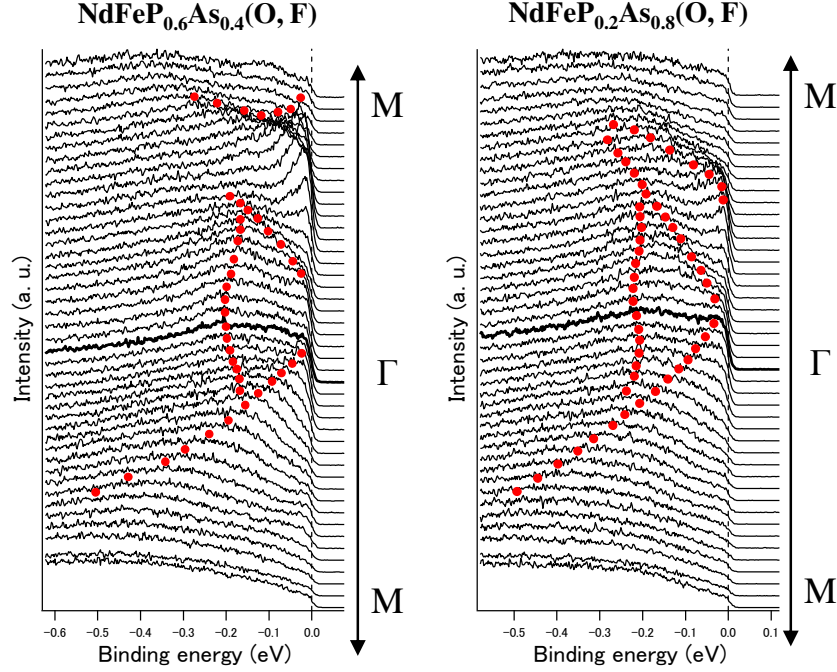 NdFeP₀.₆As₀.₄(O, F)
NdFeP₀.₂As₀.₈(O, F)
Intensity (a. u.)
M
Γ
M
-0.6 -0.5 -0.4 -0.3 -0.2 -0.1 0.0
Binding energy (eV)
Intensity (a. u.)
M
Γ
M
-0.5 -0.4 -0.3 -0.2 -0.1 0.0 0.1
Binding energy (eV)